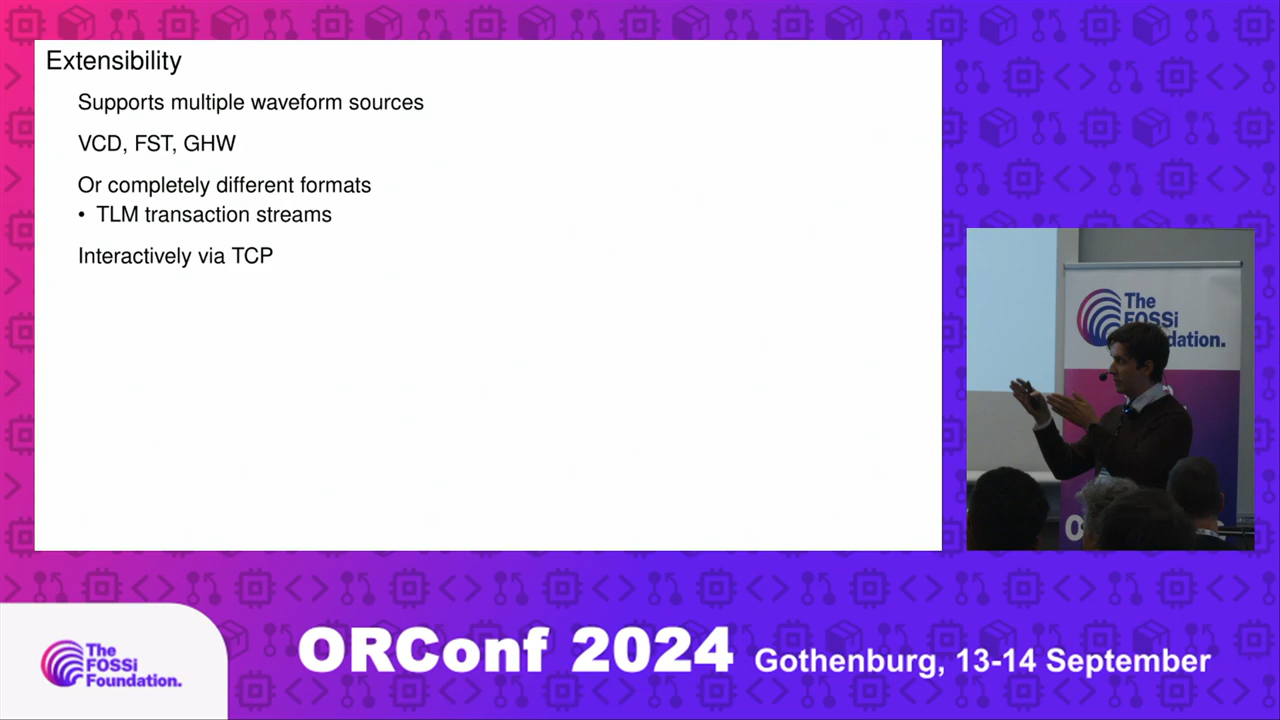 Extensibility
Supports multiple waveform sources
VCD, FST, GHW
Or completely different formats
• TLM transaction streams
Interactively via TCP
The
FOSSi
dation.
The
FOSSi
Foundation.
ORConf 2024
Gothenburg, 13-14 September